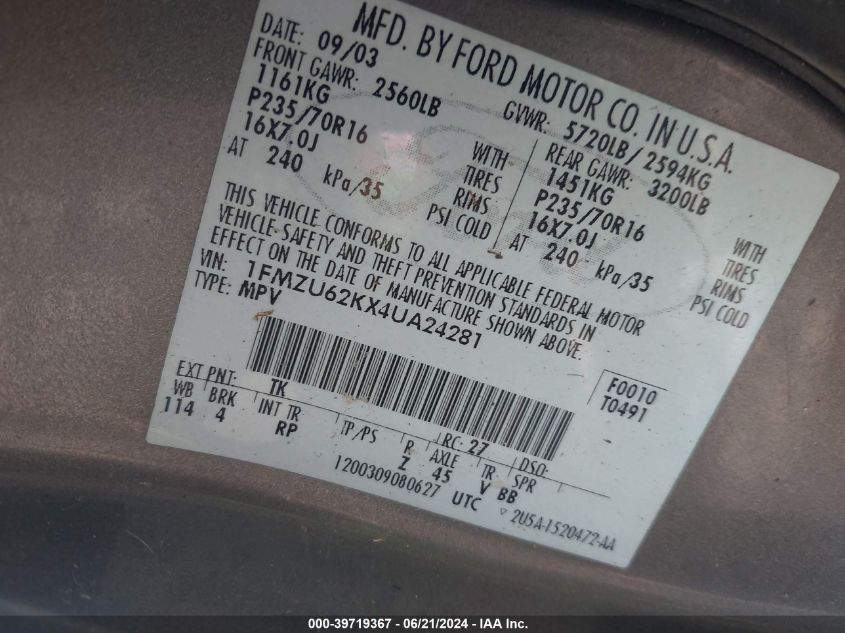 MFD. BY FORD MOTOR CO. IN U.S.A.
DATE: 09/03 GVWR: 5720LB/ 2594KG
FRONT GAWR: 2560LB REAR GAWR: 3200LB
1161KG WITH 1451KG WITH
P235/70R16 TIRES P235/70R16 TIRES
16X7.0J RIMS 16X7.0J RIMS
AT 240 kPa/35 PSI COLD AT 240 kPa/35 PSI COLD
THIS VEHICLE CONFORMS TO ALL APPLICABLE FEDERAL MOTOR
VEHICLE SAFETY AND THEFT PREVENTION STANDARDS IN
EFFECT ON THE DATE OF MANUFACTURE SHOWN ABOVE.
VIN: 1FMZU62KX4UA24281
TYPE: MPV
F0010
T0491
EXT PNT: TK RC: 27 DSO:
WB BRK INT TR TP/PS R AXLE TR SPR
114 4 RP Z 45 V BB
1200309080627 UTC
▽ 2U5A-1520472-AA
000-39719367 - 06/21/2024 - IAA Inc.